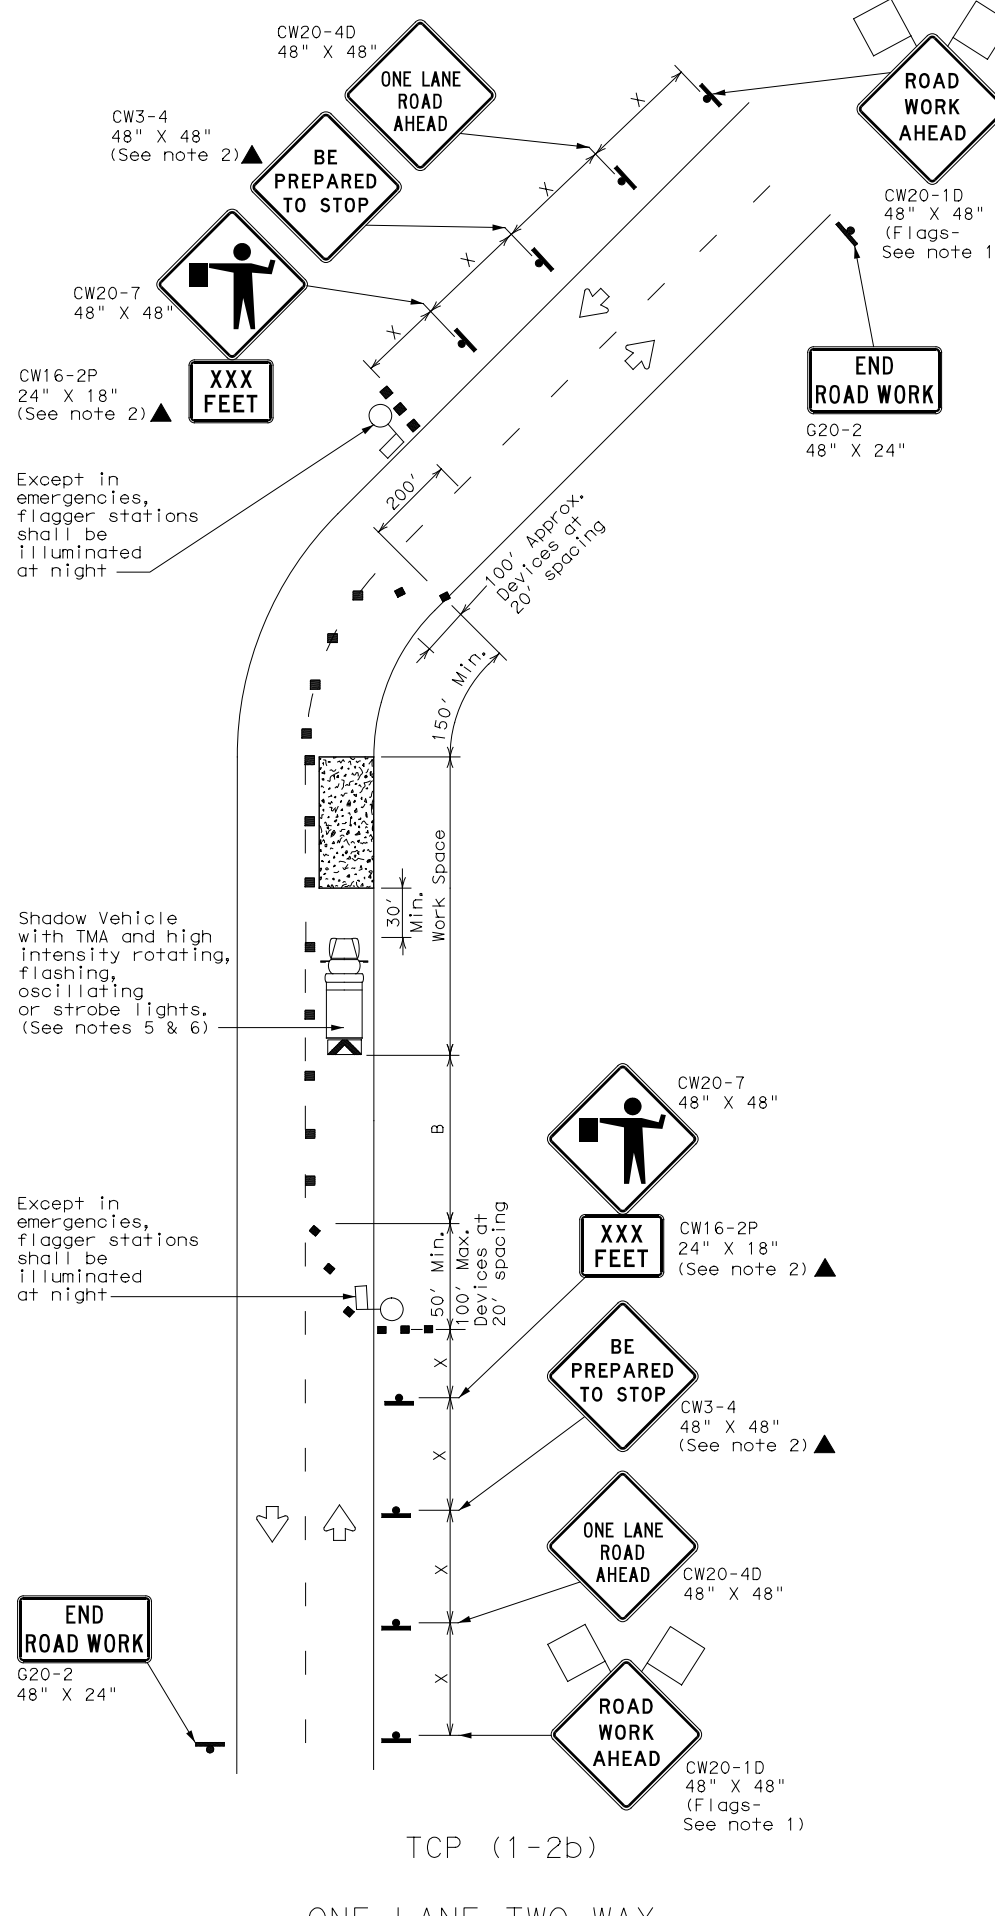 CW20-4D
48" X 48"
ONE LANE
ROAD
AHEAD
CW3-4
48" X 48"
(See note 2)
BE
PREPARED
TO STOP
CW20-7
48" X 48"
CW16-2P
24" X 18"
(See note 2)
XXX
FEET
X
X
X
X
ROAD
WORK
AHEAD
CW20-1D
48" X 48"
(Flags-
See note 1
END
ROAD WORK
G20-2
48" X 24"
Except in
emergencies,
flagger stations
shall be
illuminated
at night
200'
100' Approx.
Devices at
20' spacing
150' Min.
Work Space
30'
Min.
Shadow Vehicle
with TMA and high
intensity rotating,
flashing,
oscillating
or strobe lights.
(See notes 5 & 6)
B
CW20-7
48" X 48"
XXX
FEET
CW16-2P
24" X 18"
(See note 2)
Except in
emergencies,
flagger stations
shall be
illuminated
at night
50' Min.
100' Max.
Devices at
20' spacing
X
X
X
X
BE
PREPARED
TO STOP
CW3-4
48" X 48"
(See note 2)
ONE LANE
ROAD
AHEAD
CW20-4D
48" X 48"
END
ROAD WORK
G20-2
48" X 24"
ROAD
WORK
AHEAD
CW20-1D
48" X 48"
(Flags-
See note 1)
TCP (1-2b)
ONE LANE TWO WAY